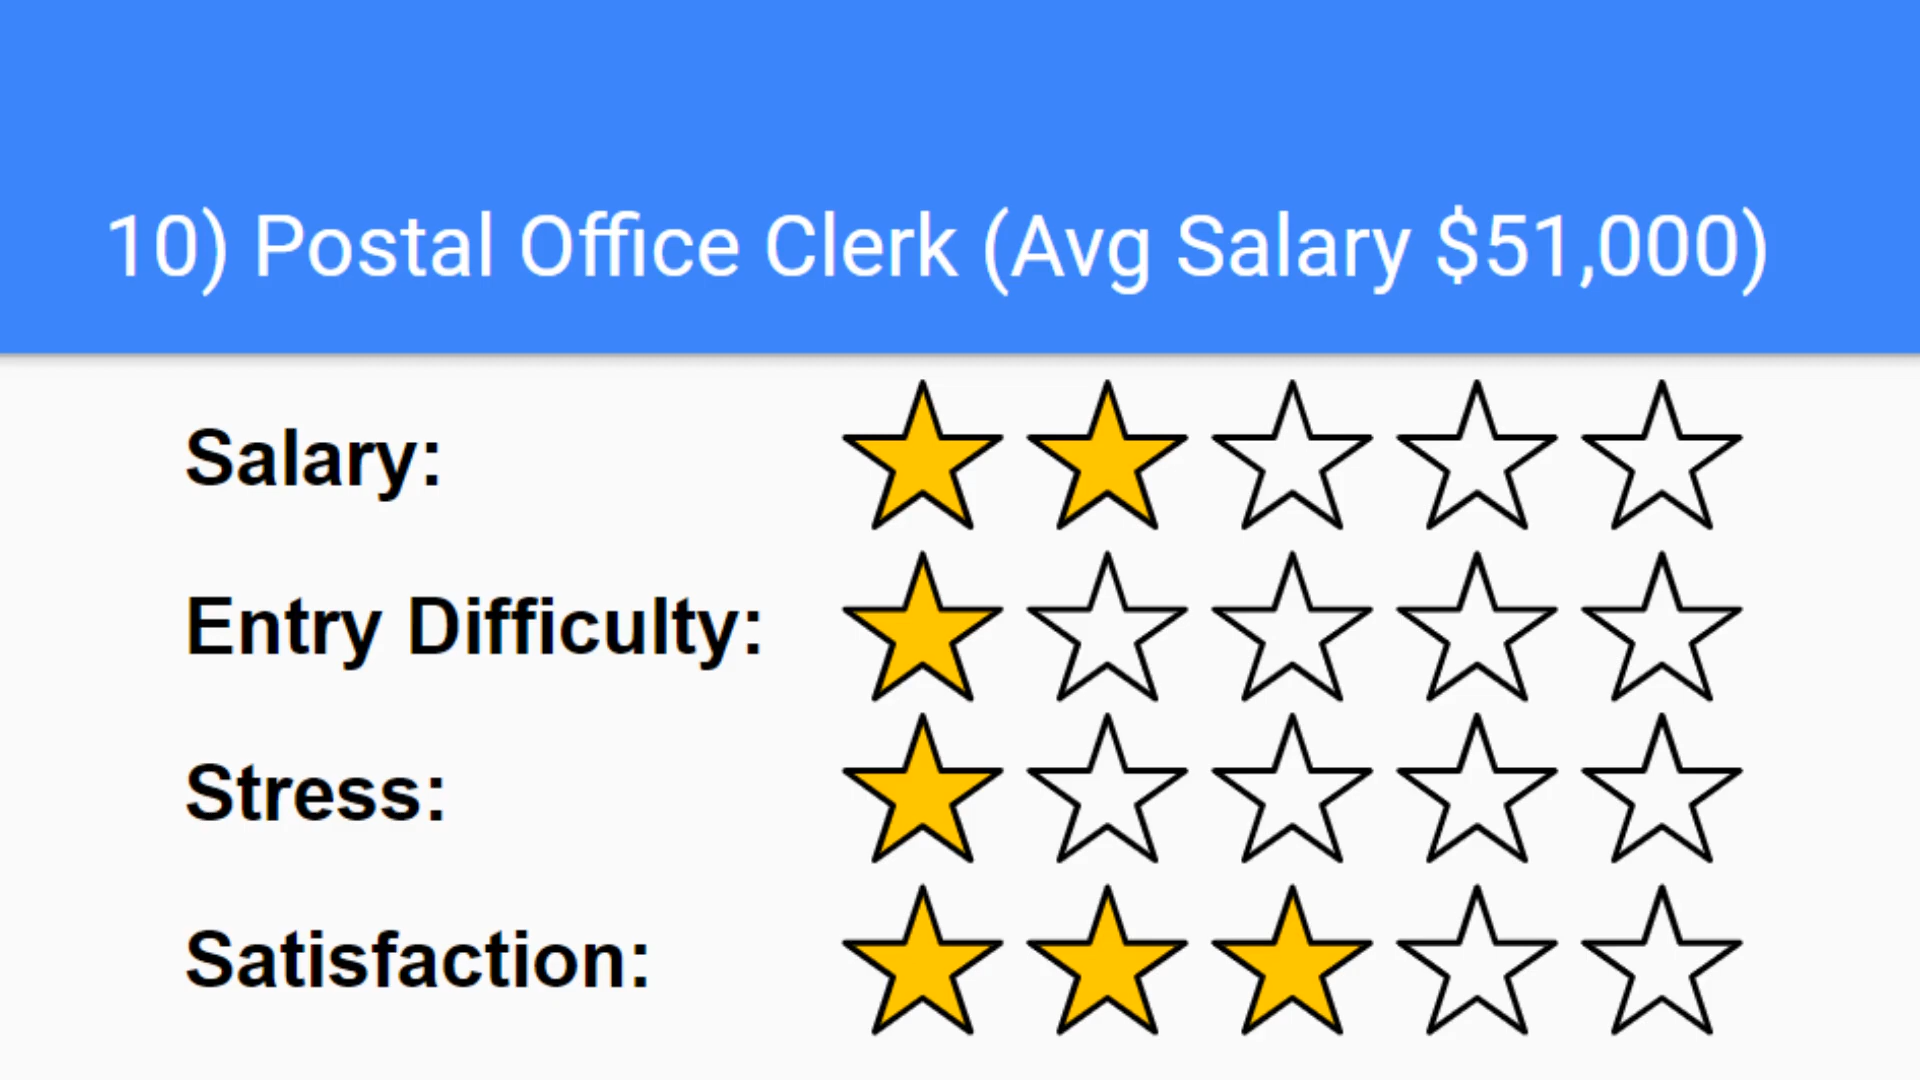 10) Postal Office Clerk (Avg Salary $51,000)
Salary:
Entry Difficulty:
Stress:
Satisfaction: